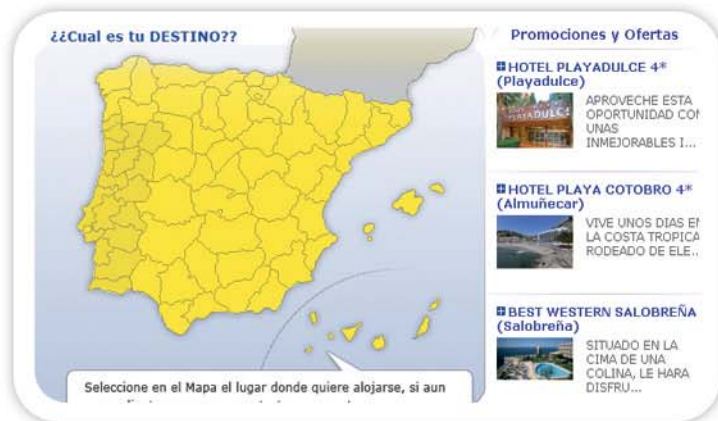 ¿¿Cual es tu DESTINO??
Promociones y Ofertas
HOTEL PLAYADULCE 4*
(Playadulce)
APROVECHE ESTA
OPORTUNIDAD CON
UNAS
INMEJORABLES I...
HOTEL PLAYA COTOBRO 4*
(Almuñecar)
VIVE UNOS DIAS EN
LA COSTA TROPICA
RODEADO DE ELE...
BEST WESTERN SALOBREÑA
(Salobreña)
SITUADO EN LA
CIMA DE UNA
COLINA, LE HARA
DISFRU...
Seleccione en el Mapa el lugar donde quiere alojarse, si aun